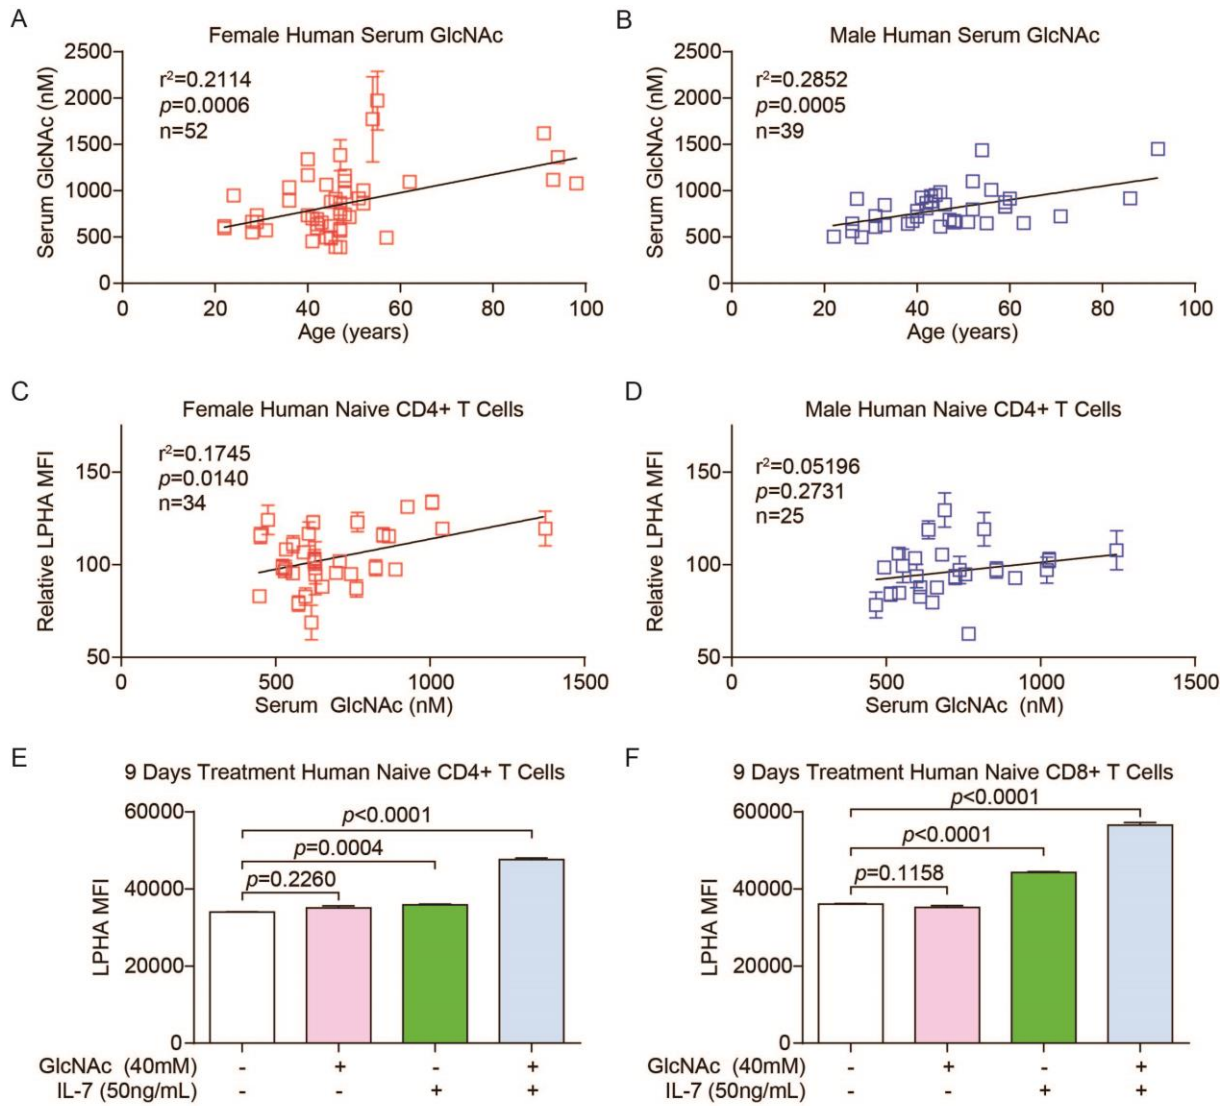 A
Female Human Serum GlcNAc
r²=0.2114
p=0.0006
n=52
Serum GlcNAc (nM)
2500
2000
1500
1000
500
0
0 20 40 60 80 100
Age (years)
B
Male Human Serum GlcNAc
r²=0.2852
p=0.0005
n=39
Serum GlcNAc (nM)
2500
2000
1500
1000
500
0
0 20 40 60 80 100
Age (years)
C
Female Human Naive CD4+ T Cells
r²=0.1745
p=0.0140
n=34
Relative LPHA MFI
150
100
50
0 500 1000 1500
Serum GlcNAc (nM)
D
Male Human Naive CD4+ T Cells
r²=0.05196
p=0.2731
n=25
Relative LPHA MFI
150
100
50
0 500 1000 1500
Serum GlcNAc (nM)
E
9 Days Treatment Human Naive CD4+ T Cells
LPHA MFI
60000
40000
20000
0
p<0.0001
p=0.0004
p=0.2260
GlcNAc (40mM) - + - +
IL-7 (50ng/mL) - - + +
F
9 Days Treatment Human Naive CD8+ T Cells
LPHA MFI
60000
40000
20000
0
p<0.0001
p<0.0001
p=0.1158
GlcNAc (40mM) - + - +
IL-7 (50ng/mL) - - + +